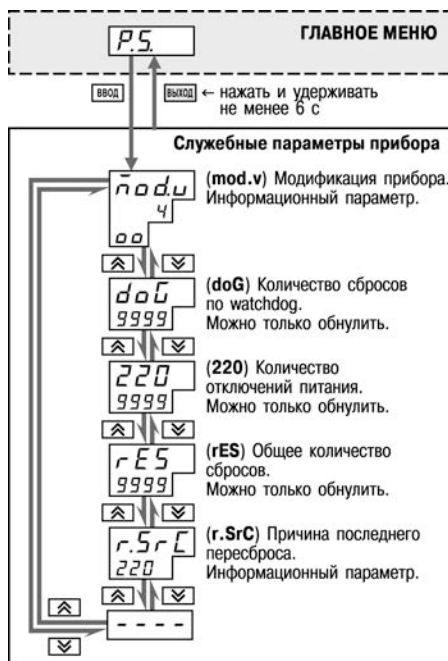 P.S.
ГЛАВНОЕ МЕНЮ
ВВОД
ВЫХОД ← нажать и удерживать
не менее 6 с
Служебные параметры прибора
mod.v
4
oo
(mod.v) Модификация прибора.
Информационный параметр.
doG
9999
(doG) Количество сбросов
по watchdog.
Можно только обнулить.
220
9999
(220) Количество
отключений питания.
Можно только обнулить.
rES
9999
(rES) Общее количество
сбросов.
Можно только обнулить.
r.SrC
220
(r.SrC) Причина последнего
пересброса.
Информационный параметр.
- - - -